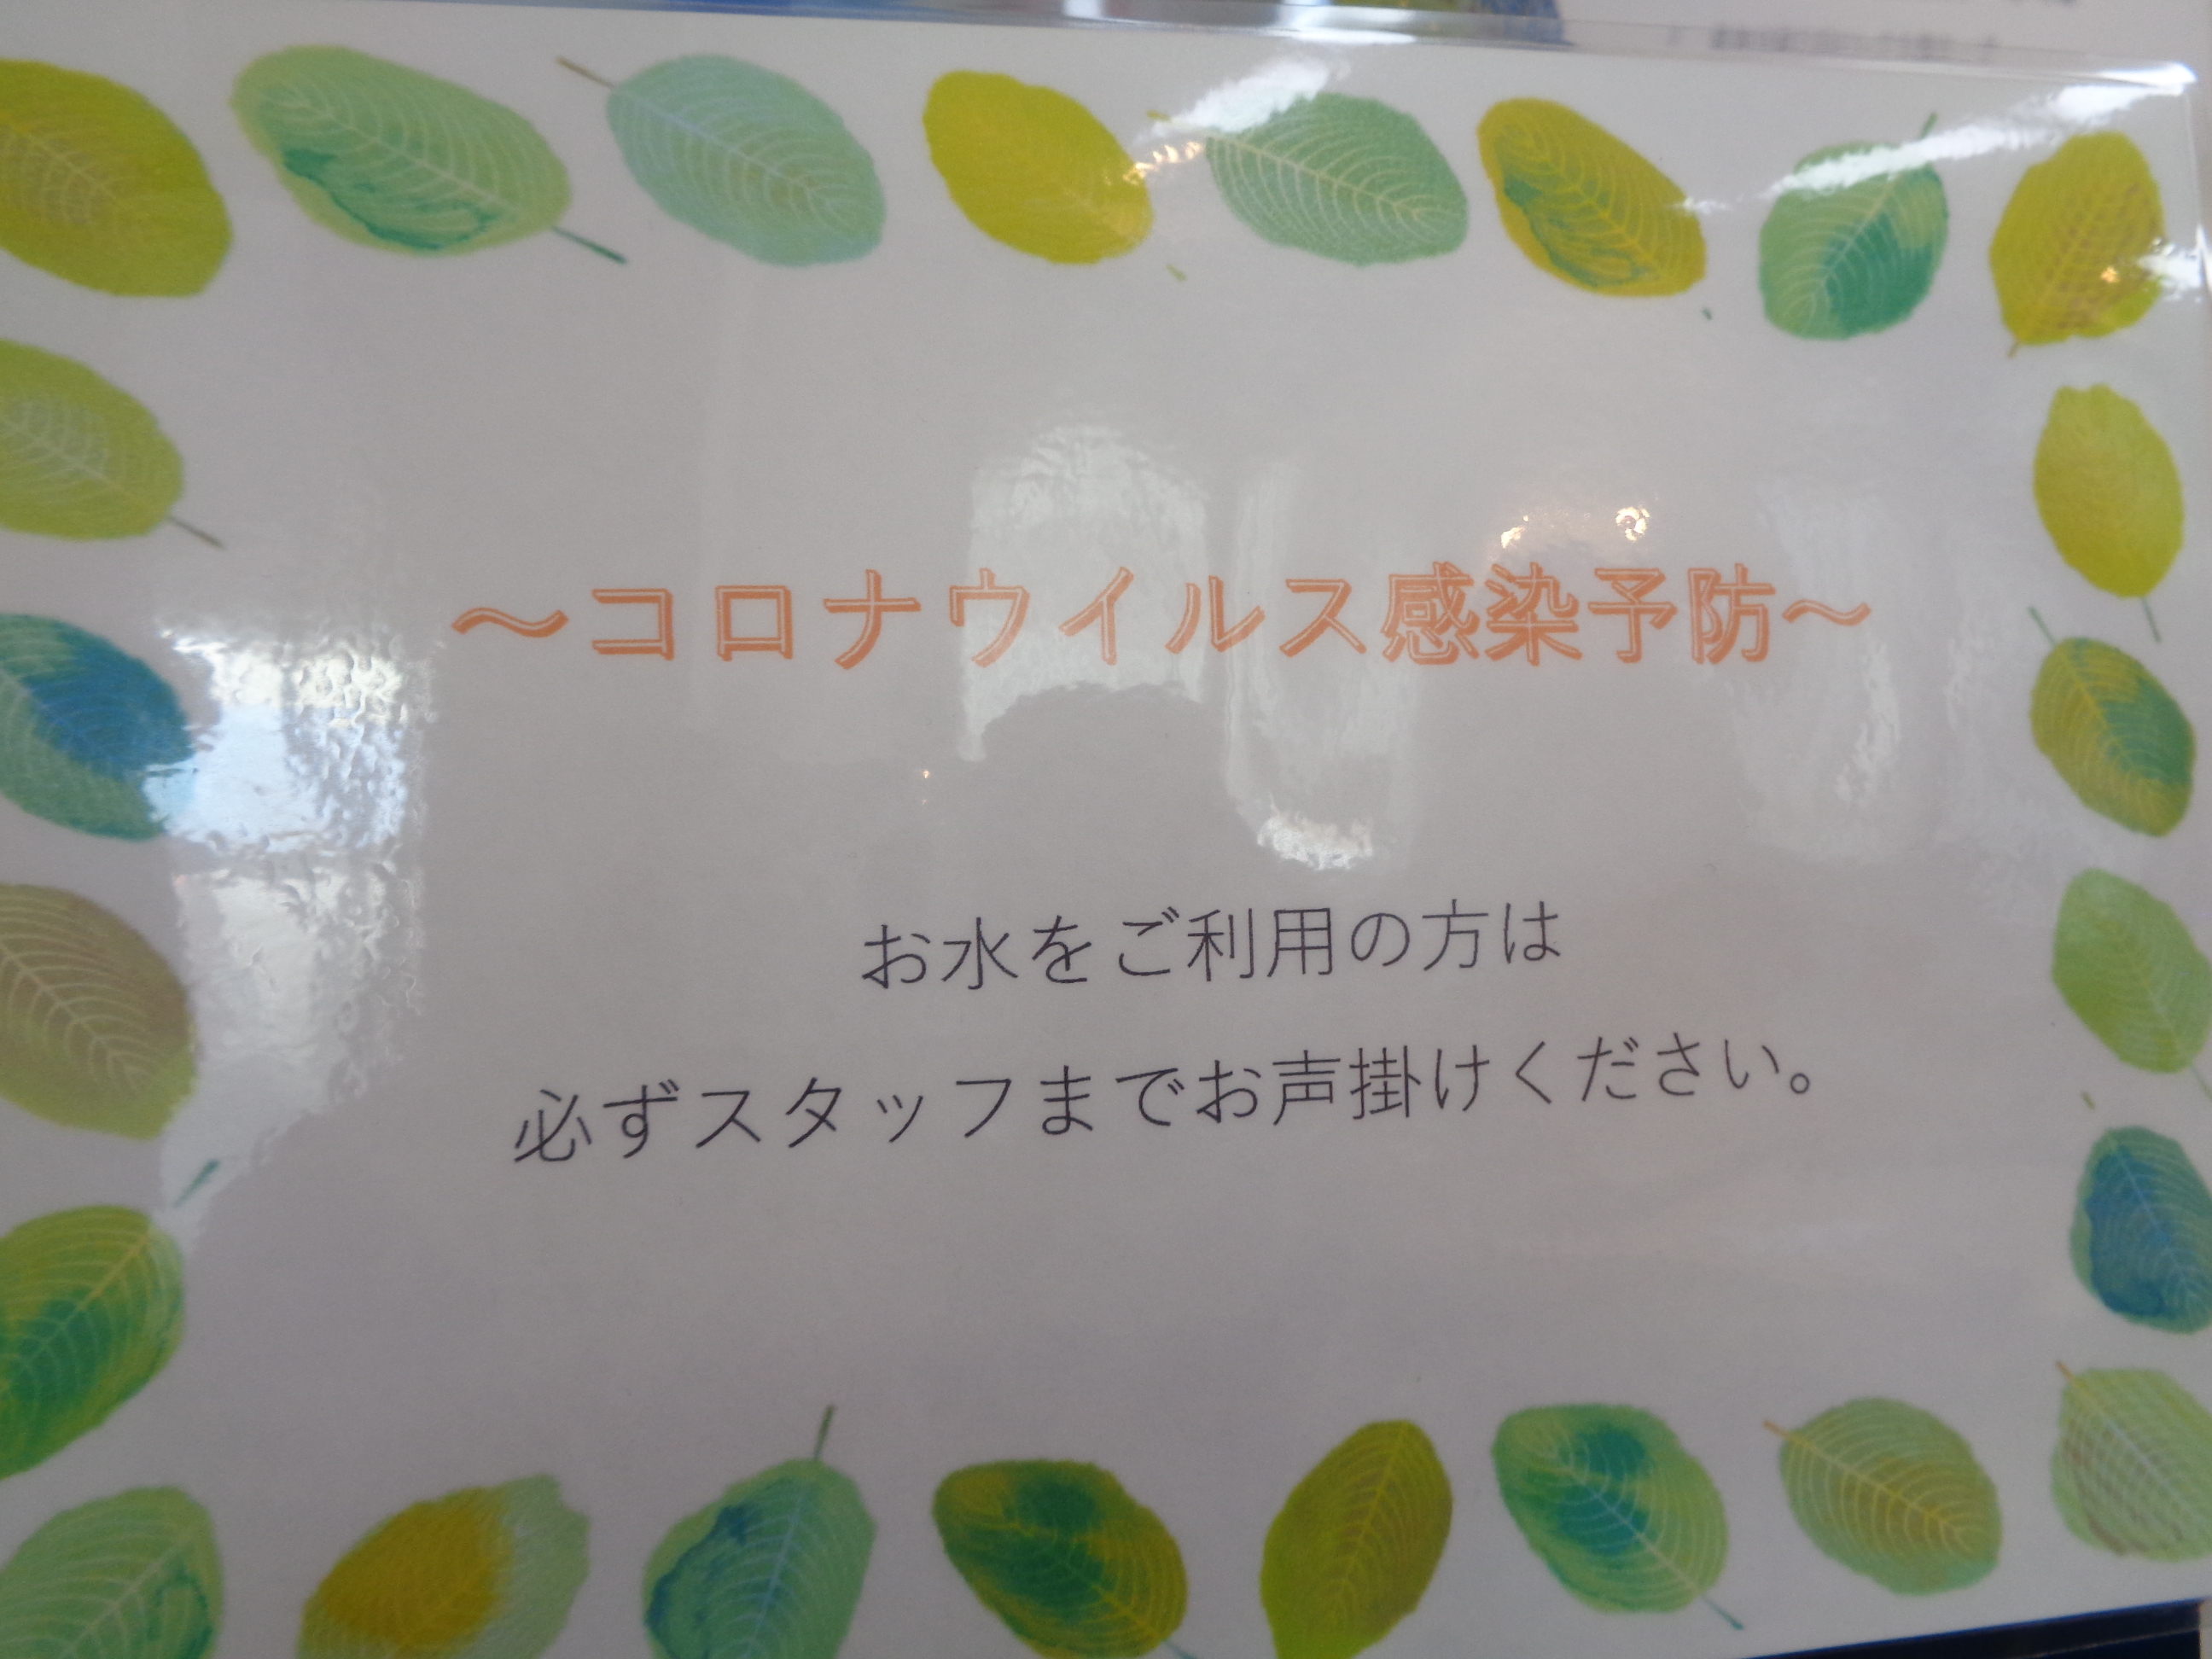 ～コロナウイルス感染予防～
お水をご利用の方は
必ずスタッフまでお声掛けください。